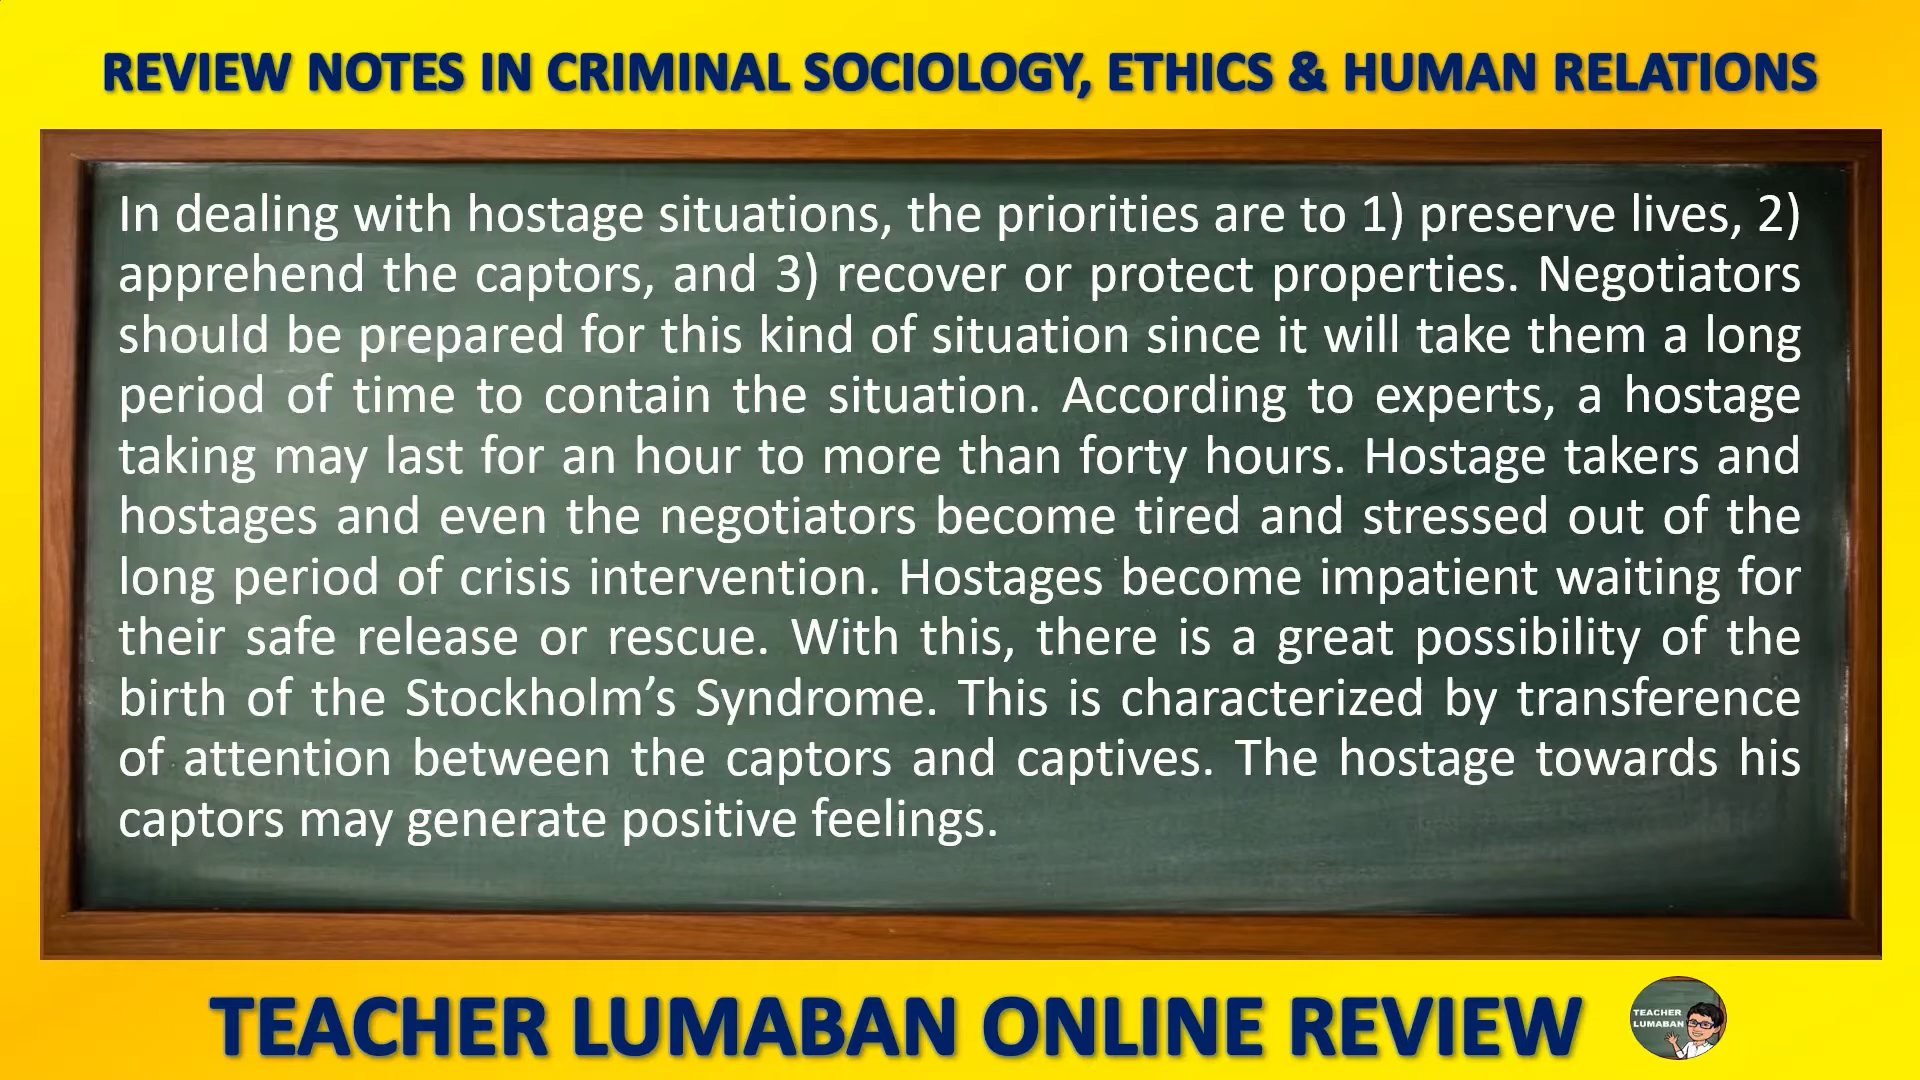 REVIEW NOTES IN CRIMINAL SOCIOLOGY, ETHICS & HUMAN RELATIONS
In dealing with hostage situations, the priorities are to 1) preserve lives, 2)
apprehend the captors, and 3) recover or protect properties. Negotiators
should be prepared for this kind of situation since it will take them a long
period of time to contain the situation. According to experts, a hostage
taking may last for an hour to more than forty hours. Hostage takers and
hostages and even the negotiators become tired and stressed out of the
long period of crisis intervention. Hostages become impatient waiting for
their safe release or rescue. With this, there is a great possibility of the
birth of the Stockholm’s Syndrome. This is characterized by transference
of attention between the captors and captives. The hostage towards his
captors may generate positive feelings.
TEACHER LUMABAN ONLINE REVIEW
TEACHER
LUMABAN